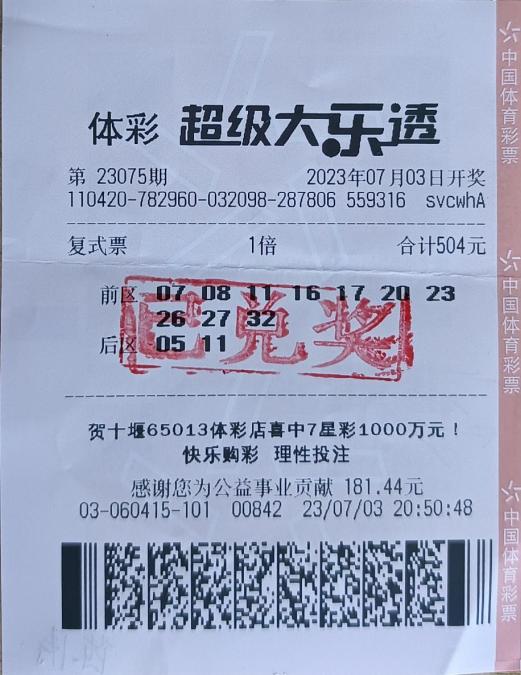 体彩 超级大乐透
第 23075期 2023年07月03日开奖
110420-782960-032098-287806 559316 svcwhA
复式票 1倍 合计504元
前区 07 08 11 16 17 20 23
26 27 32
后区 05 11
已兑奖
贺十堰65013体彩店喜中7星彩1000万元！
快乐购彩 理性投注
感谢您为公益事业贡献 181.44元
03-060415-101 00842 23/07/03 20:50:48
中国体育彩票
中国体育彩票
中国体育彩票